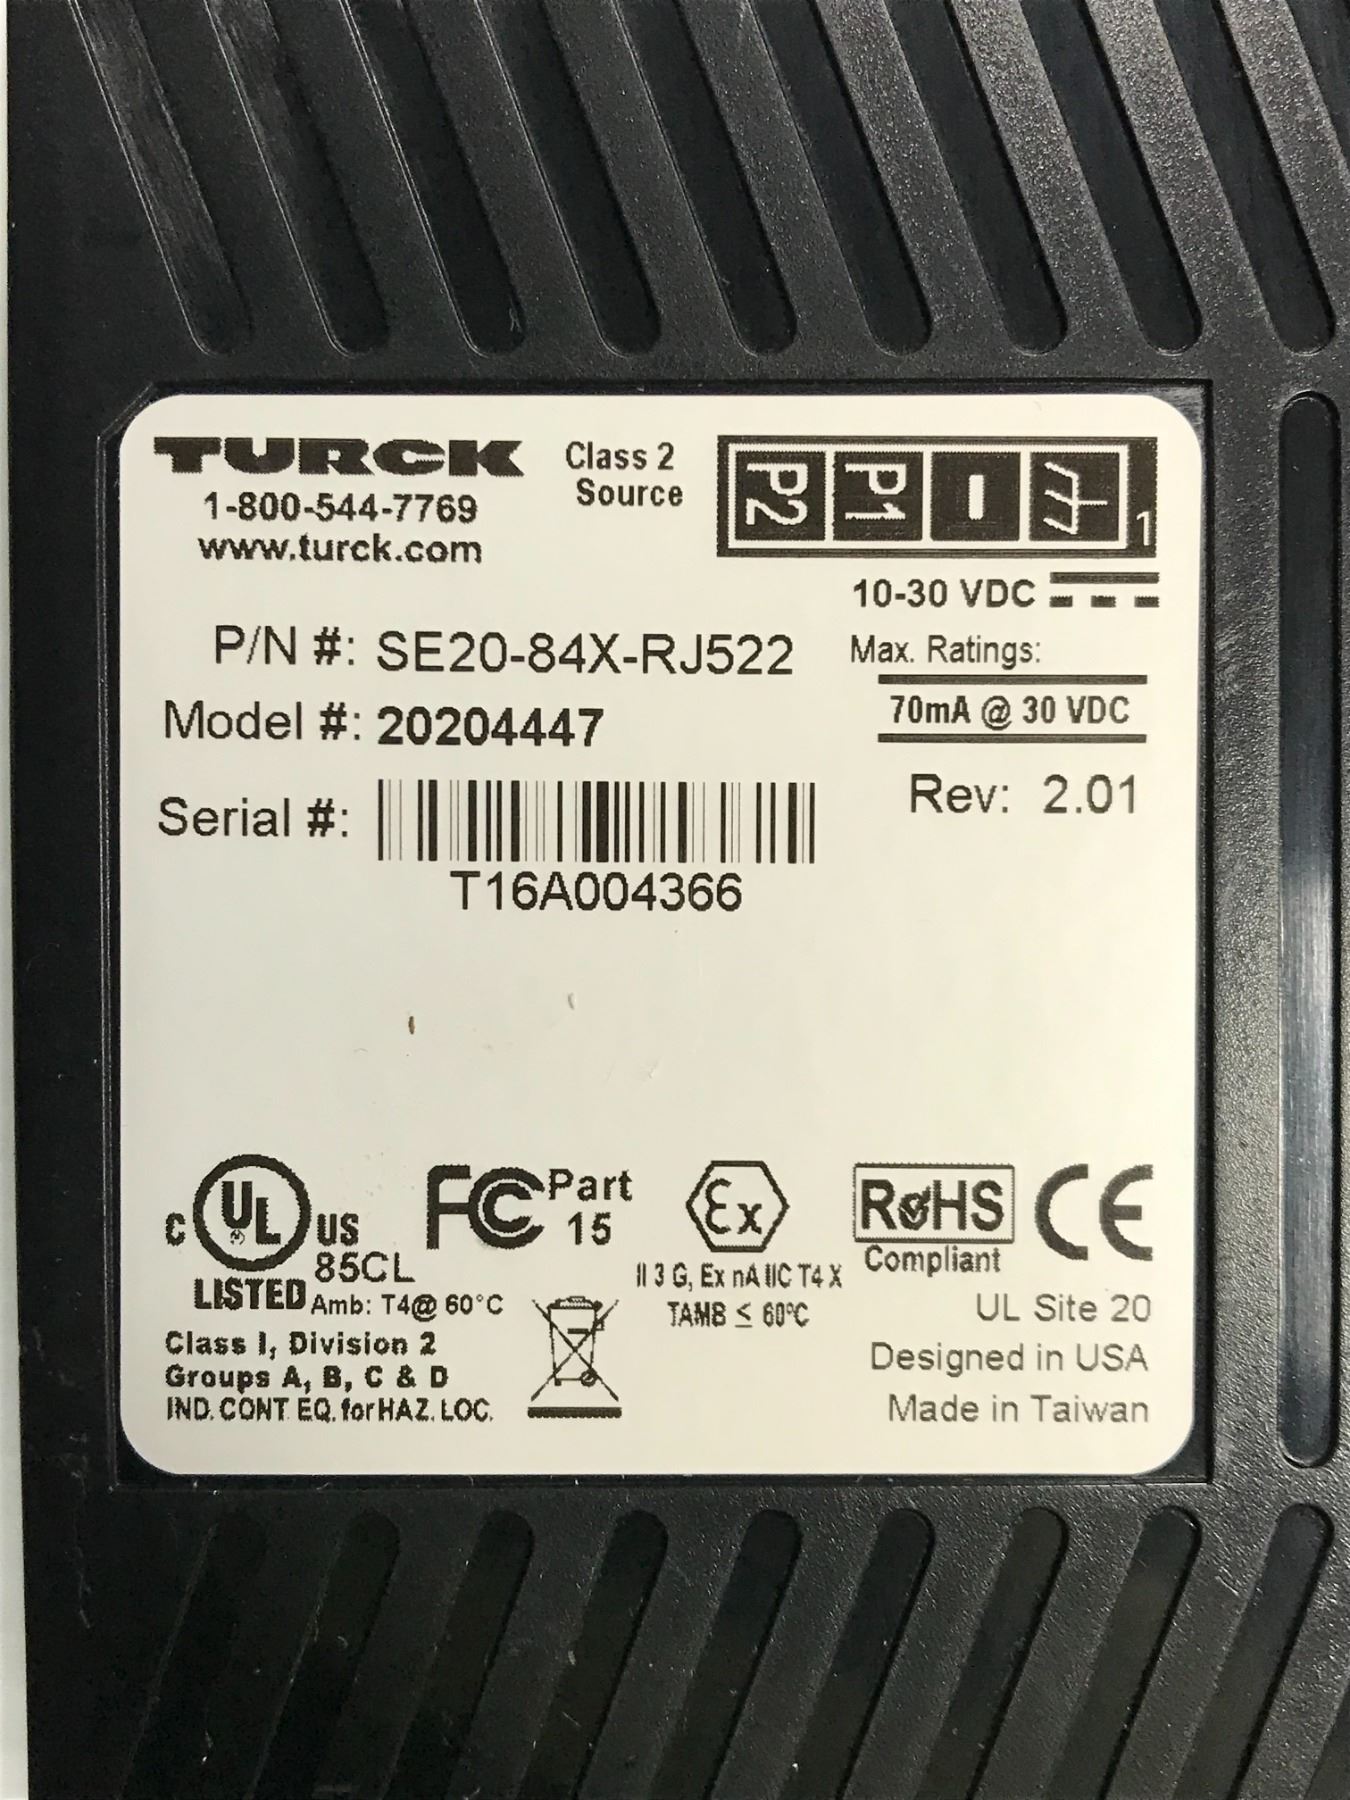 TURCK
1-800-544-7769
www.turck.com
Class 2
Source
P2 P1 1
10-30 VDC
P/N #: SE20-84X-RJ522
Max. Ratings:
70mA @ 30 VDC
Model #: 20204447
Rev: 2.01
Serial #:
T16A004366
C UL US
LISTED
85CL
Amb: T4@ 60°C
Class I, Division 2
Groups A, B, C & D
IND. CONT. EQ. for HAZ. LOC.
FC Part
15
Ex
II 3 G, Ex nA IIC T4 X
TAMB ≤ 60ºC
RoHS
Compliant
CE
UL Site 20
Designed in USA
Made in Taiwan